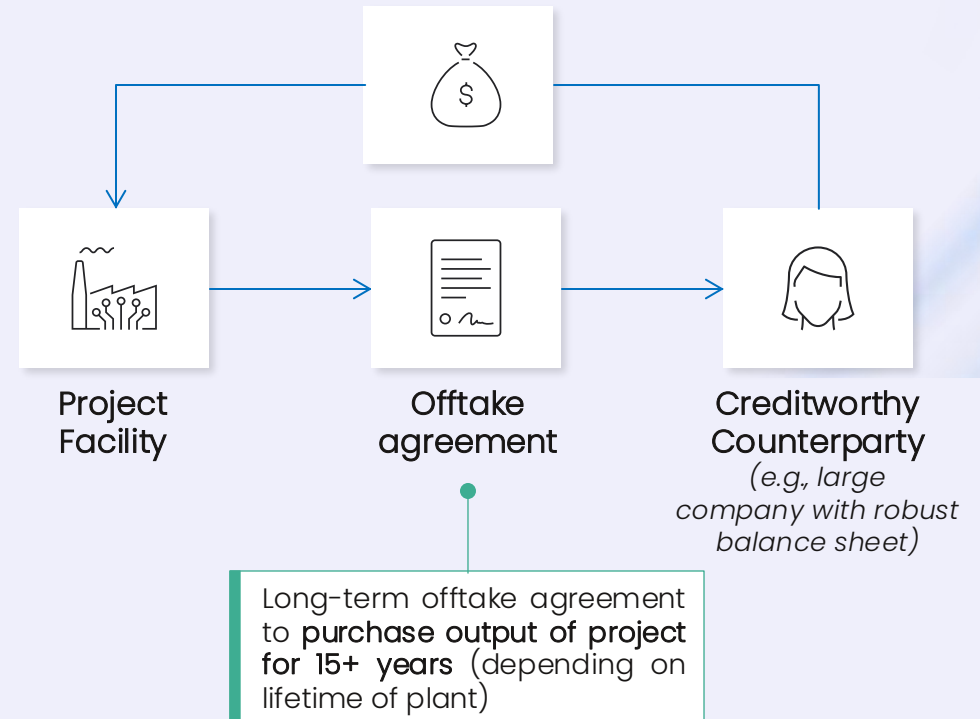 $
Project
Facility
Offtake
agreement
Creditworthy
Counterparty
(e.g., large
company with robust
balance sheet)
Long-term offtake agreement
to purchase output of project
for 15+ years (depending on
lifetime of plant)